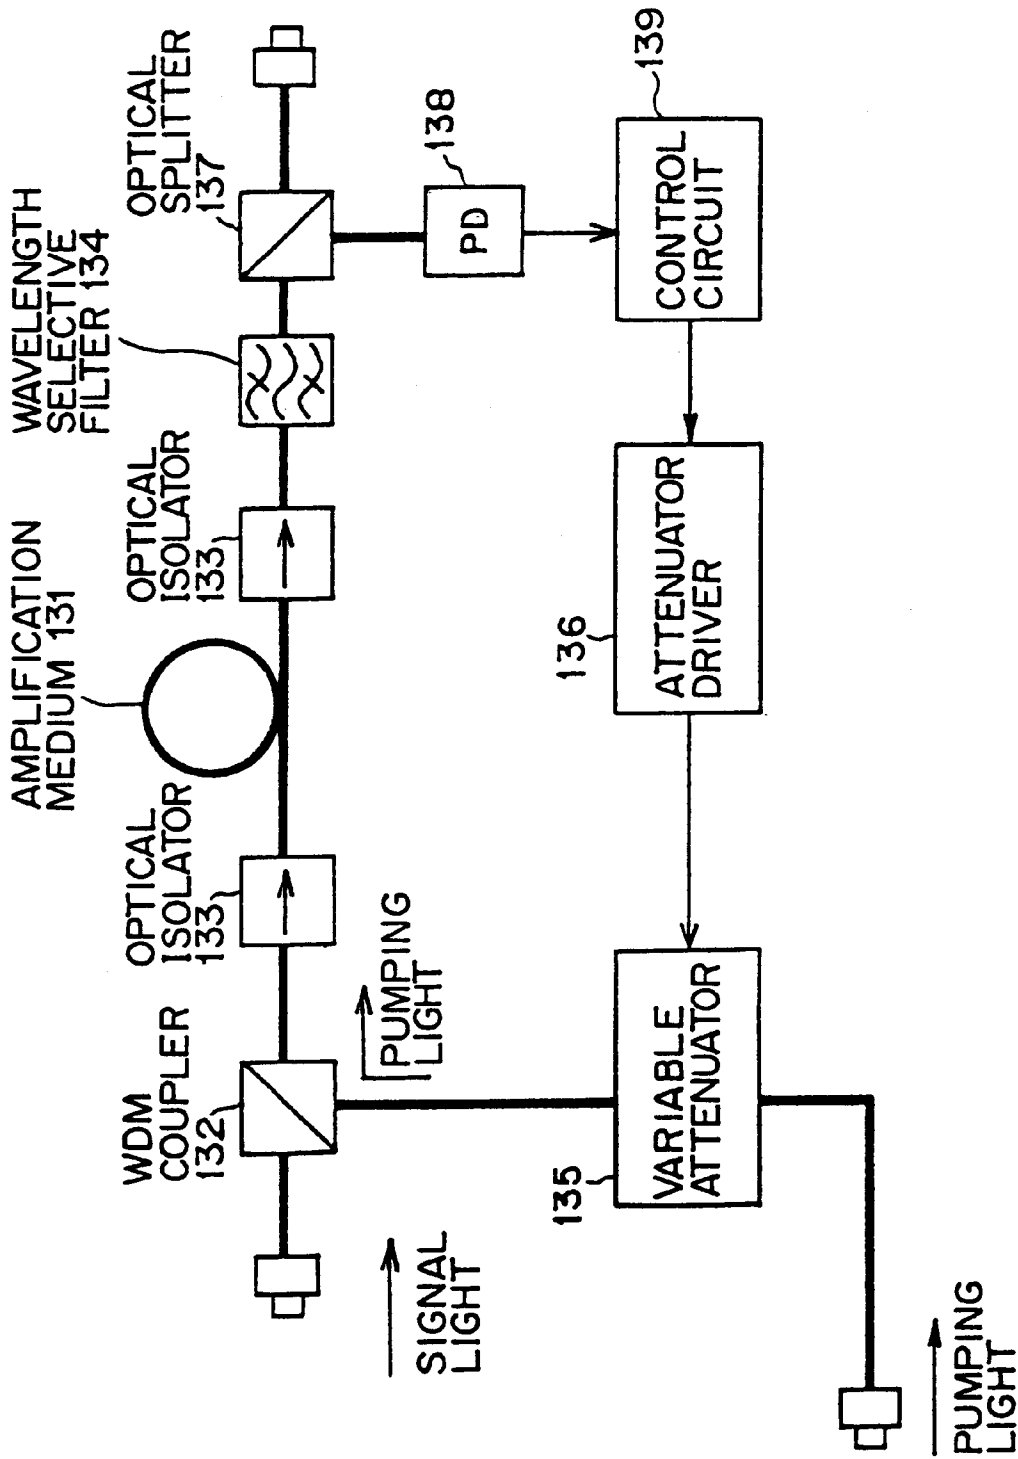 WDM
COUPLER
132
OPTICAL
ISOLATOR
133
AMPLIFICATION
MEDIUM 131
OPTICAL
ISOLATOR
133
WAVELENGTH
SELECTIVE
FILTER 134
OPTICAL
SPLITTER
137
SIGNAL
LIGHT
PUMPING
LIGHT
PD
138
135
VARIABLE
ATTENUATOR
136
ATTENUATOR
DRIVER
CONTROL
CIRCUIT
139
PUMPING
LIGHT